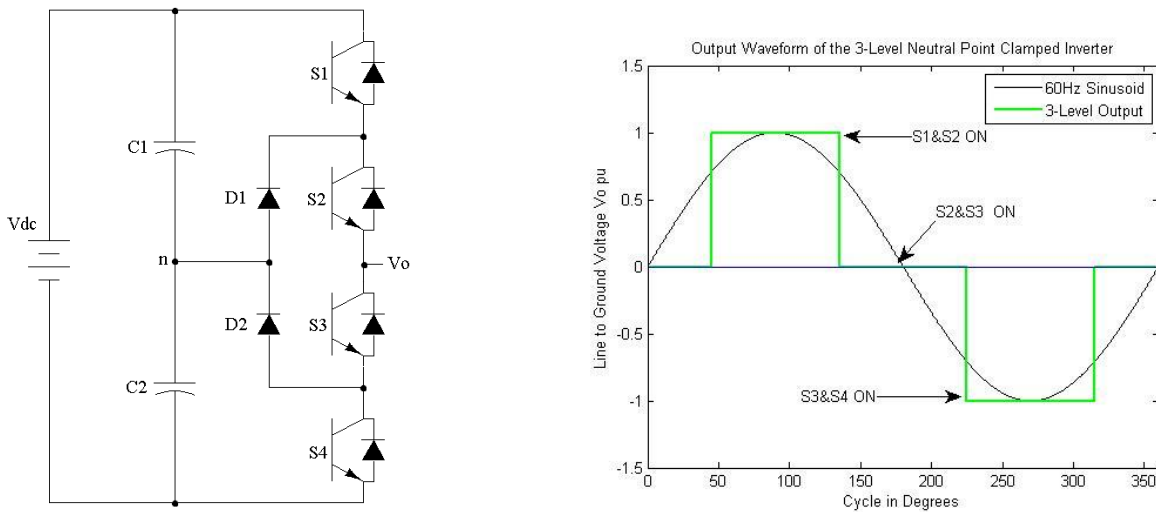 S1
C1
S2
D1
Vdc
n
Vo
D2
S3
C2
S4
Output Waveform of the 3-Level Neutral Point Clamped Inverter
60Hz Sinusoid
3-Level Output
Line to Ground Voltage Vo pu
1.5
1
0.5
0
-0.5
-1
-1.5
S1&S2 ON
S2&S3 ON
S3&S4 ON
0 50 100 150 200 250 300 350
Cycle in Degrees